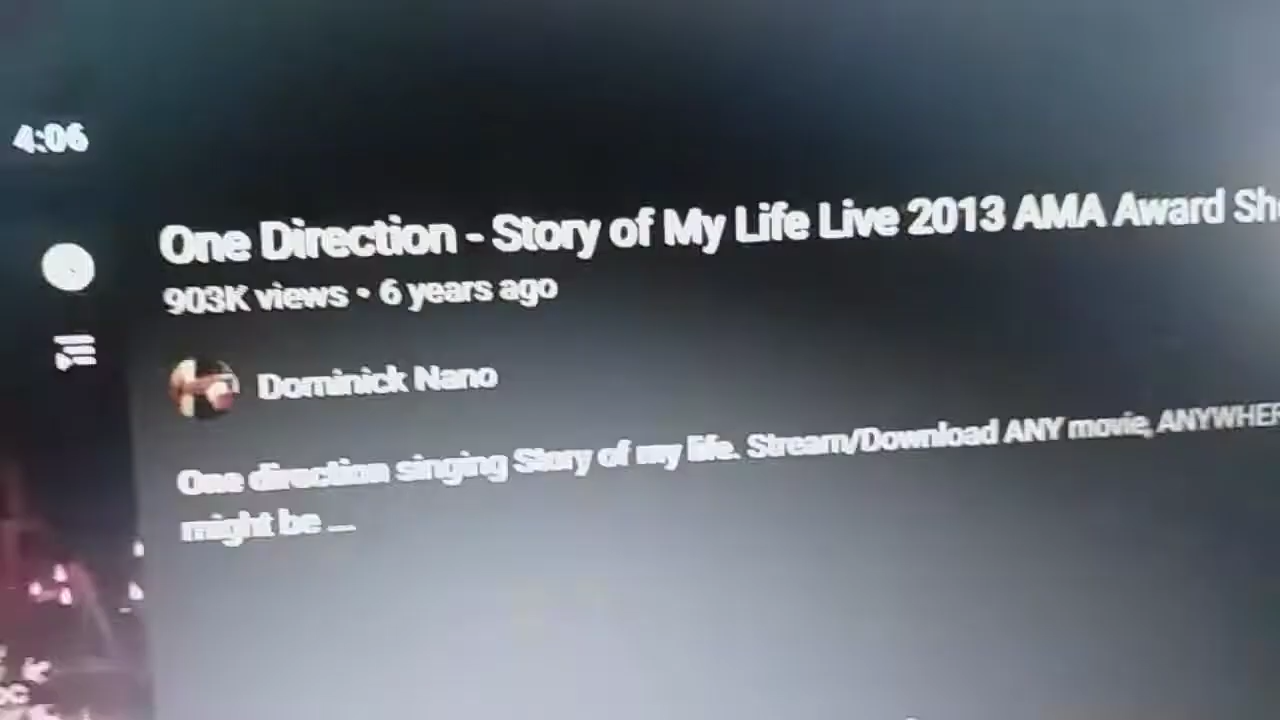 4:06
One Direction - Story of My Life Live 2013 AMA Award
903K views • 6 years ago
Dominick Nano
One direction singing Story of my life. Stream/Download ANY movie,
might be ...